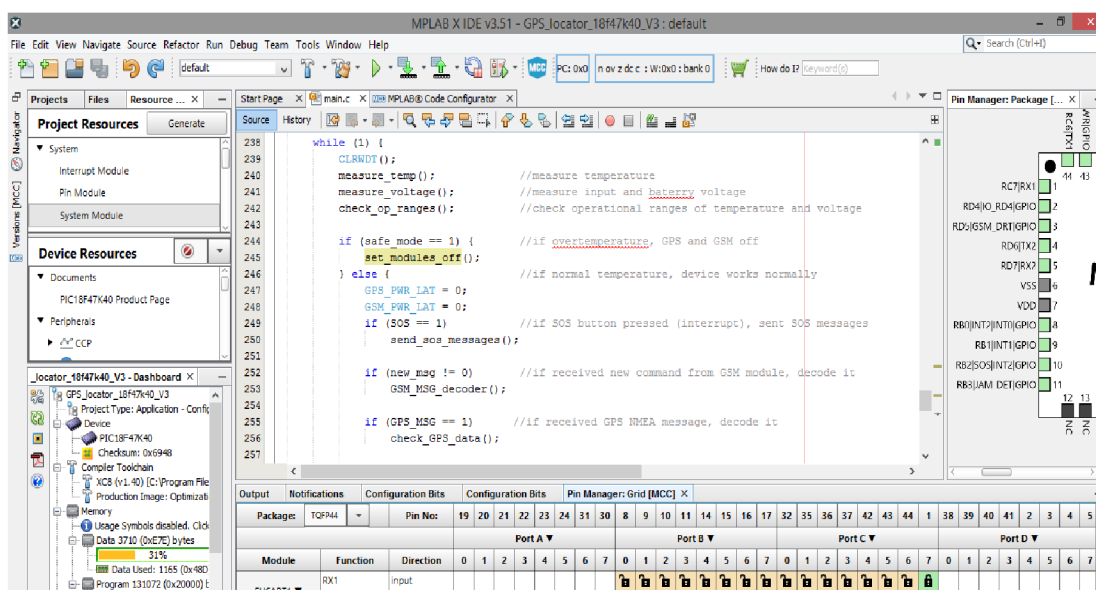 MPLAB X IDE v3.51 - GPS_locator_18f47k40_V3 : default
File Edit View Navigate Source Refactor Run Debug Team Tools Window Help
Search (Ctrl+I)
default
MCC
PC: 0x0
n ov z dc c : W:0x0 : bank 0
How do I? Keyword(s)
Projects Files Resource ... X
Project Resources Generate
System
Interrupt Module
Pin Module
System Module
Device Resources
Documents
PIC18F47K40 Product Page
Peripherals
CCP
Navigator
Versions [MCC]
_locator_18f47k40_V3 - Dashboard X
GPS_locator_18f47k40_V3
Project Type: Application - Config
Device
PIC18F47K40
Checksum: 0x6948
Compiler Toolchain
XC8 (v1.40) [C:\Program File
Production Image: Optimizati
Memory
Usage Symbols disabled. Click
Data 3710 (0xE7E) bytes
31%
Data Used: 1165 (0x48D
Program 131072 (0x20000) b
Start Page X main.c X MPLAB® Code Configurator X
Source History
238 while (1) {
239 CLRWDT();
240 measure_temp(); //measure temperature
241 measure_voltage(); //measure input and baterry voltage
242 check_op_ranges(); //check operational ranges of temperature and voltage
243
244 if (safe_mode == 1) { //if overtemperature, GPS and GSM off
245 set_modules_off();
246 } else { //if normal temperature, device works normally
247 GPS_PWR_LAT = 0;
248 GSM_PWR_LAT = 0;
249 if (SOS == 1) //if SOS button pressed (interrupt), sent SOS messages
250 send_sos_messages();
251
252 if (new_msg != 0) //if received new command from GSM module, decode it
253 GSM_MSG_decoder();
254
255 if (GPS_MSG == 1) //if received GPS NMEA message, decode it
256 check_GPS_data();
257
Pin Manager: Package [... X
RC6|TX1
WR|GPIO
44 43
RC7|RX1 1
RD4|IO_RD4|GPIO 2
RD5|GSM_DRT|GPIO 3
RD6|TX2 4
RD7|RX2 5
VSS 6
VDD 7
RB0|INT2|INT0|GPIO 8
RB1|INT1|GPIO 9
RB2|SOS|INT2|GPIO 10
RB3|JAM DET|GPIO 11
12 13
NC NC
Output Notifications Configuration Bits Configuration Bits Pin Manager: Grid [MCC] X
Package: TQFP44 Pin No: 19 20 21 22 23 24 31 30 8 9 10 11 14 15 16 17 32 35 36 37 42 43 44 1 38 39 40 41 2 3 4 5
Port A ▼ Port B ▼ Port C ▼ Port D ▼
Module Function Direction 0 1 2 3 4 5 6 7 0 1 2 3 4 5 6 7 0 1 2 3 4 5 6 7 0 1 2 3 4 5 6 7
RX1 input